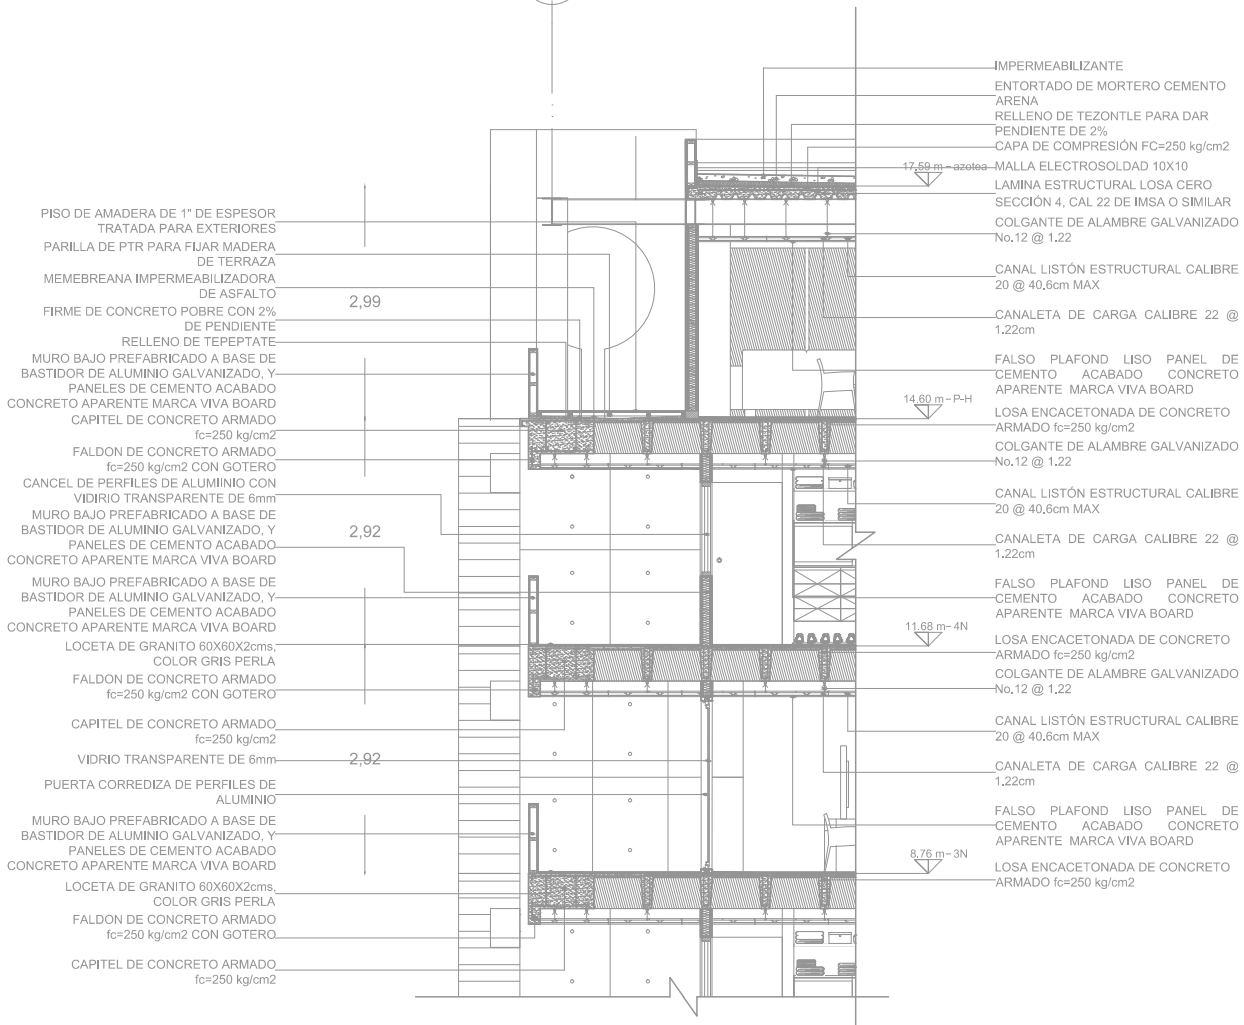 PISO DE AMADERA DE 1" DE ESPESOR
TRATADA PARA EXTERIORES
PARILLA DE PTR PARA FIJAR MADERA
DE TERRAZA
MEMEBREANA IMPERMEABILIZADORA
DE ASFALTO
FIRME DE CONCRETO POBRE CON 2%
DE PENDIENTE
RELLENO DE TEPEPTATE
MURO BAJO PREFABRICADO A BASE DE
BASTIDOR DE ALUMINIO GALVANIZADO, Y
PANELES DE CEMENTO ACABADO
CONCRETO APARENTE MARCA VIVA BOARD
CAPITEL DE CONCRETO ARMADO
fc=250 kg/cm2
FALDON DE CONCRETO ARMADO
fc=250 kg/cm2 CON GOTERO
CANCEL DE PERFILES DE ALUMIINIO CON
VIDIRIO TRANSPARENTE DE 6mm
MURO BAJO PREFABRICADO A BASE DE
BASTIDOR DE ALUMINIO GALVANIZADO, Y
PANELES DE CEMENTO ACABADO
CONCRETO APARENTE MARCA VIVA BOARD
MURO BAJO PREFABRICADO A BASE DE
BASTIDOR DE ALUMINIO GALVANIZADO, Y
PANELES DE CEMENTO ACABADO
CONCRETO APARENTE MARCA VIVA BOARD
LOCETA DE GRANITO 60X60X2cms,
COLOR GRIS PERLA
FALDON DE CONCRETO ARMADO
fc=250 kg/cm2 CON GOTERO
CAPITEL DE CONCRETO ARMADO
fc=250 kg/cm2
VIDRIO TRANSPARENTE DE 6mm
PUERTA CORREDIZA DE PERFILES DE
ALUMINIO
MURO BAJO PREFABRICADO A BASE DE
BASTIDOR DE ALUMINIO GALVANIZADO, Y
PANELES DE CEMENTO ACABADO
CONCRETO APARENTE MARCA VIVA BOARD
LOCETA DE GRANITO 60X60X2cms,
COLOR GRIS PERLA
FALDON DE CONCRETO ARMADO
fc=250 kg/cm2 CON GOTERO
CAPITEL DE CONCRETO ARMADO
fc=250 kg/cm2
2,99
2,92
2,92
17,59 m - azotea
14.60 m - P-H
11.68 m - 4N
8.76 m - 3N
IMPERMEABILIZANTE
ENTORTADO DE MORTERO CEMENTO
ARENA
RELLENO DE TEZONTLE PARA DAR
PENDIENTE DE 2%
CAPA DE COMPRESIÓN FC=250 kg/cm2
MALLA ELECTROSOLDAD 10X10
LAMINA ESTRUCTURAL LOSA CERO
SECCIÓN 4, CAL 22 DE IMSA O SIMILAR
COLGANTE DE ALAMBRE GALVANIZADO
No.12 @ 1.22
CANAL LISTÓN ESTRUCTURAL CALIBRE
20 @ 40.6cm MAX
CANALETA DE CARGA CALIBRE 22 @
1.22cm
FALSO PLAFOND LISO PANEL DE
CEMENTO ACABADO CONCRETO
APARENTE MARCA VIVA BOARD
LOSA ENCACETONADA DE CONCRETO
ARMADO fc=250 kg/cm2
COLGANTE DE ALAMBRE GALVANIZADO
No.12 @ 1.22
CANAL LISTÓN ESTRUCTURAL CALIBRE
20 @ 40.6cm MAX
CANALETA DE CARGA CALIBRE 22 @
1.22cm
FALSO PLAFOND LISO PANEL DE
CEMENTO ACABADO CONCRETO
APARENTE MARCA VIVA BOARD
LOSA ENCACETONADA DE CONCRETO
ARMADO fc=250 kg/cm2
COLGANTE DE ALAMBRE GALVANIZADO
No.12 @ 1.22
CANAL LISTÓN ESTRUCTURAL CALIBRE
20 @ 40.6cm MAX
CANALETA DE CARGA CALIBRE 22 @
1.22cm
FALSO PLAFOND LISO PANEL DE
CEMENTO ACABADO CONCRETO
APARENTE MARCA VIVA BOARD
LOSA ENCACETONADA DE CONCRETO
ARMADO fc=250 kg/cm2